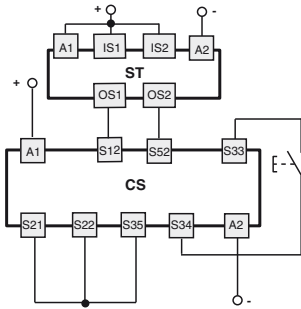 + -
A1 IS1 IS2 A2
ST
OS1 OS2
+
A1 S12 S52 S33
CS
S21 S22 S35 S34 A2
-